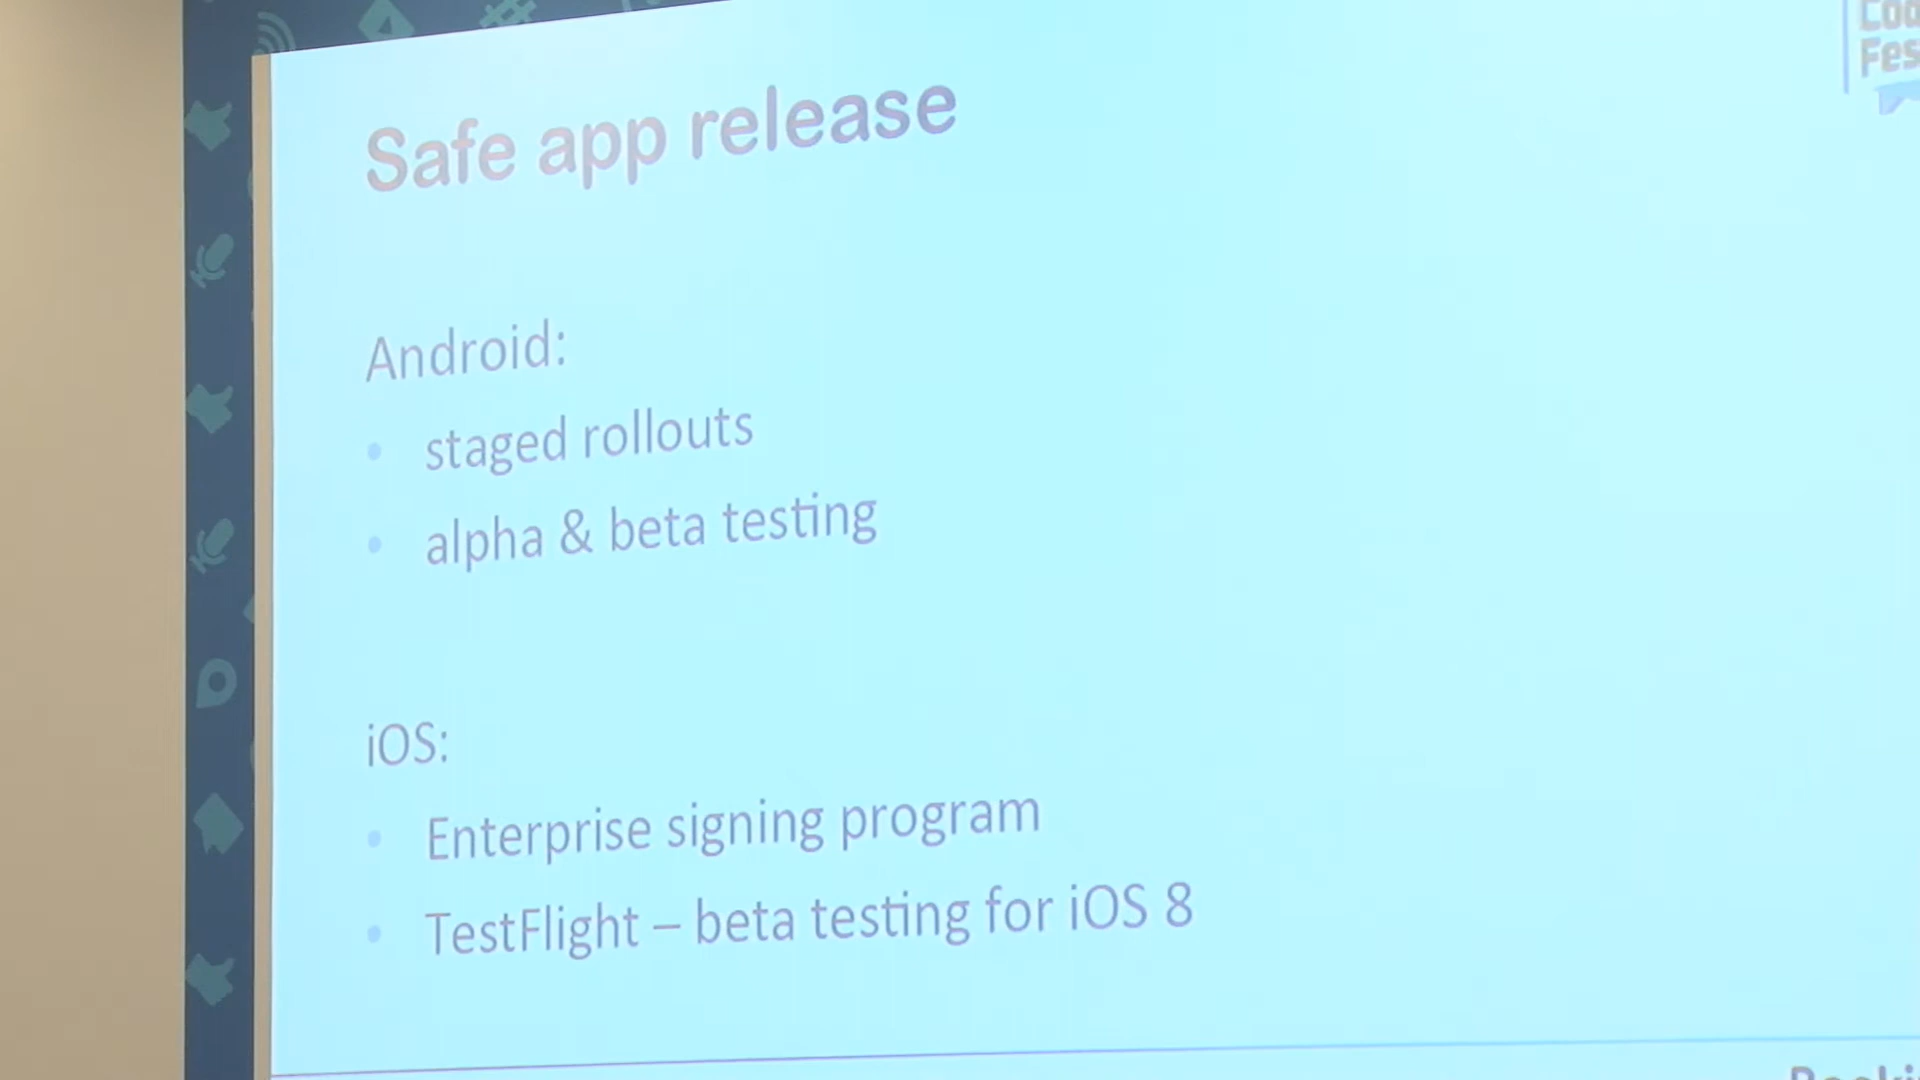 Safe app release
Android:
• staged rollouts
• alpha & beta testing
iOS:
• Enterprise signing program
• TestFlight – beta testing for iOS 8